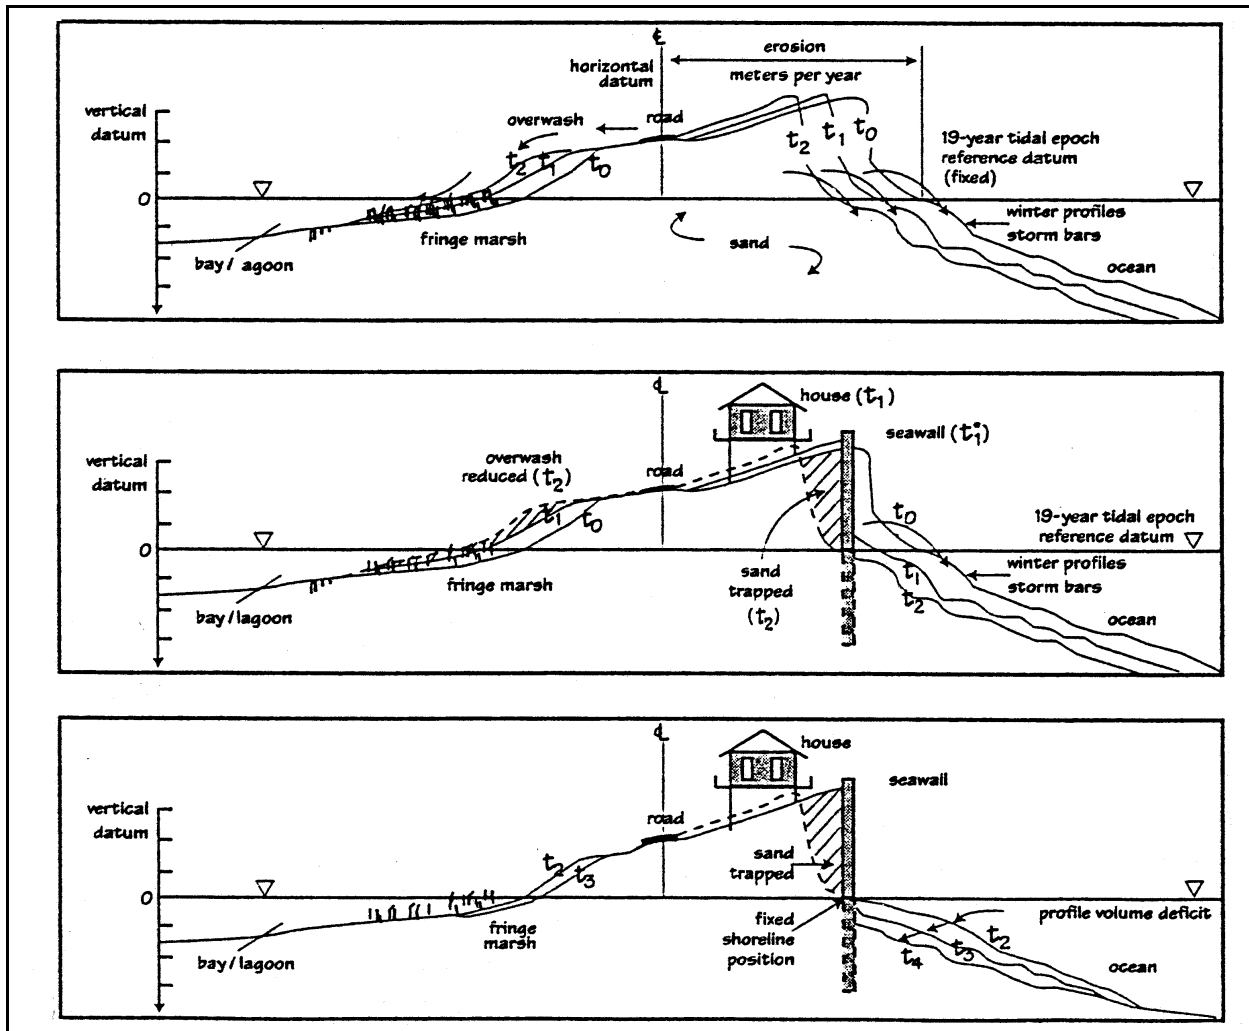 ℄
erosion
horizontal
datum
meters per year
vertical
datum
overwash
road
t2 t1 t0
t2 t1 t0
19-year tidal epoch
reference datum
(fixed)
0
winter profiles
storm bars
fringe marsh
sand
bay/agoon
ocean
℄
house (t1)
seawall (t1*)
vertical
datum
overwash
reduced (t2)
road
t1 t0
t0
19-year tidal epoch
reference datum
0
fringe marsh
sand
trapped
(t2)
t1
t2
winter profiles
storm bars
bay/lagoon
ocean
℄
house
seawall
vertical
datum
road
t2
t3
sand
trapped
0
fringe
marsh
fixed
shoreline
position
profile volume deficit
t2
t3
t4
bay/lagoon
ocean